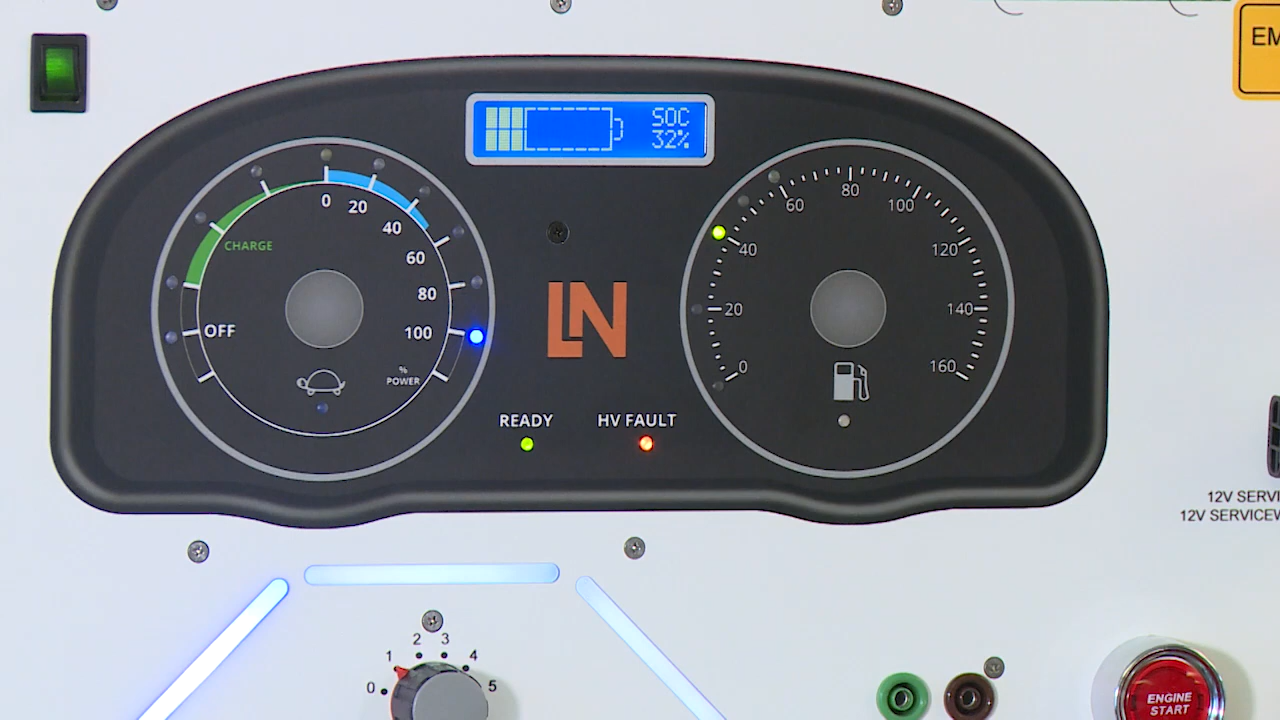 EM
SOC
32%
0
20
40
60
80
100
CHARGE
OFF
%
POWER
0
20
40
60
80
100
120
140
160
LN
READY
HV FAULT
12V SERVI
12V SERVICEW
0
1
2
3
4
5
ENGINE
START